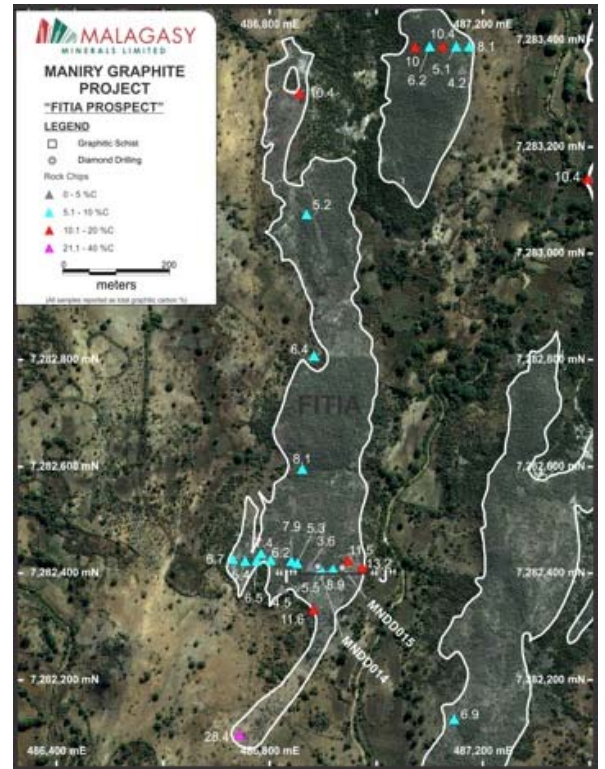 MALAGASY
MINERALS LIMITED
MANIRY GRAPHITE
PROJECT
"FITIA PROSPECT"
LEGEND
Graphitic Schist
Diamond Drilling
Rock Chips
0 - 5 %C
5.1 - 10 %C
10.1 - 20 %C
21.1 - 40 %C
0 200
meters
(All samples reported as total graphitic carbon %)
486,800 mE
487,200 mE
7,283,400 mN
10.4
10
8.1
6.2
5.1
4.2
10.4
7,283,200 mN
10.4
5.2
7,283,000 mN
7,282,800 mN
6.4
7,282,800 mN
FITIA
8.1
7,282,600 mN
7,282,600 mN
7.9
5.3
3.6
7.4
6.2
11.5
6.7
13.2
7,282,400 mN
"J"
7,282,400 mN
5.5
8.9
6.5
4.5
11.6
MNDD015
MNDD014
7,282,200 mN
7,282,200 mN
6.9
28.4
486,400 mE
486,800 mE
487,200 mE